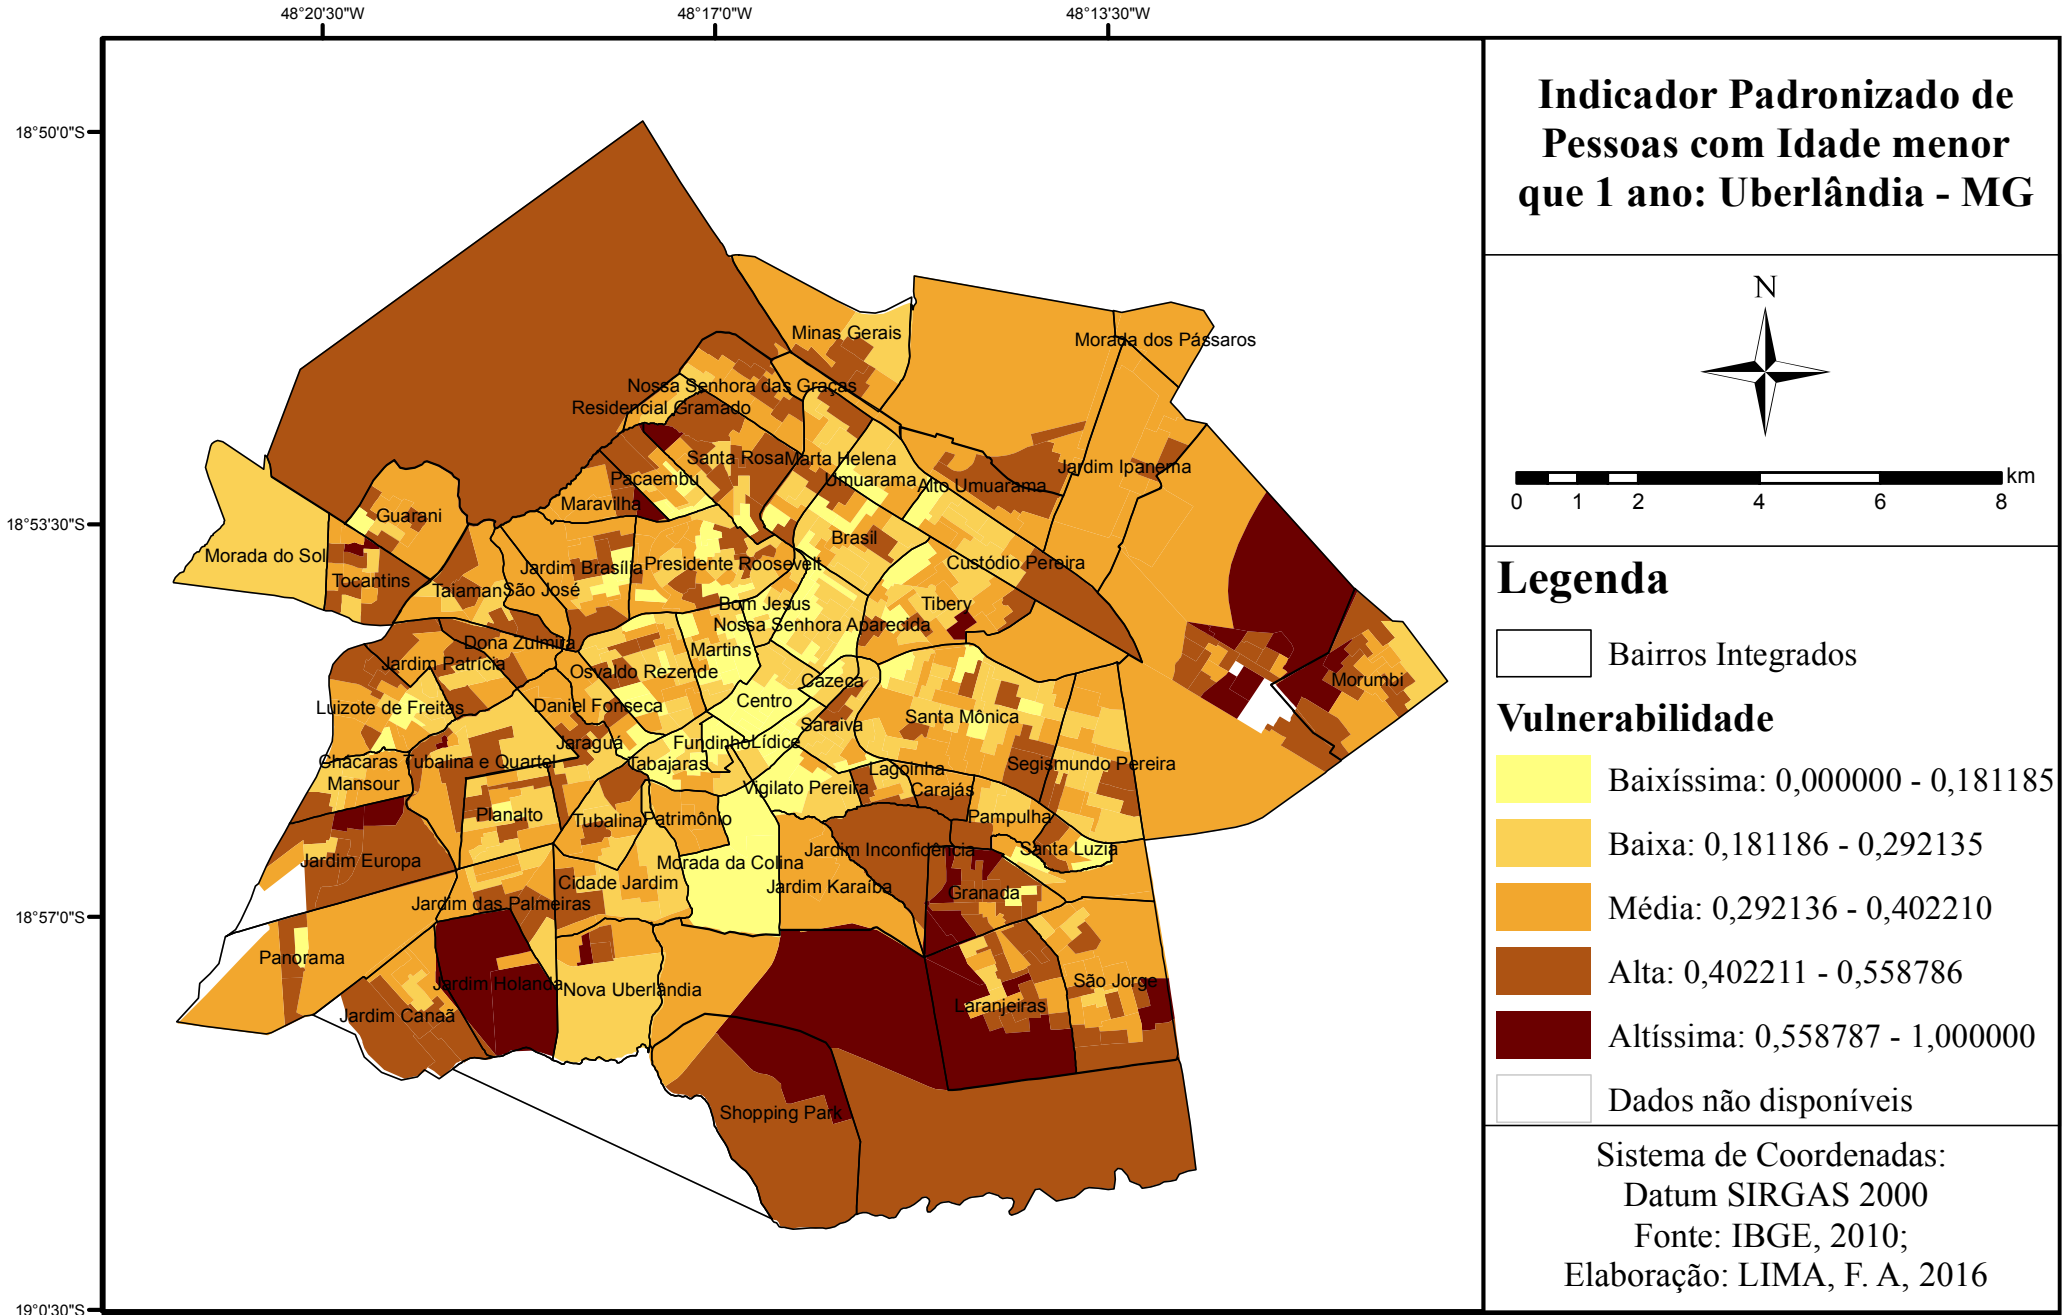 48°20'30"W
48°17'0"W
48°13'30"W
18°50'0"S
18°53'30"S
18°57'0"S
19°0'30"S
Minas Gerais
Morada dos Pássaros
Nossa Senhora das Graças
Residencial Gramado
Santa Rosa
Marta Helena
Jardim Ipanema
Pacaembu
Umuarama
Alto Umuarama
Maravilha
Guarani
Morada do Sol
Brasil
Tocantins
Jardim Brasília
Presidente Roosevelt
Custódio Pereira
Taiaman
São José
Bom Jesus
Tibery
Nossa Senhora Aparecida
Dona Zulmira
Martins
Jardim Patrícia
Osvaldo Rezende
Cazeca
Morumbi
Luizote de Freitas
Daniel Fonseca
Centro
Saraiva
Santa Mônica
Jaraguá
Fundinho
Lídice
Chácaras Tubalina e Quartel
Tabajaras
Lagoinha
Segismundo Pereira
Mansour
Vigilato Pereira
Carajás
Planalto
Tubalina
Patrimônio
Pampulha
Jardim Europa
Morada da Colina
Jardim Inconfidência
Santa Luzia
Cidade Jardim
Jardim Karaíba
Granada
Jardim das Palmeiras
Panorama
Jardim Holanda
Nova Uberlândia
São Jorge
Jardim Canaã
Laranjeiras
Shopping Park
Indicador Padronizado de
Pessoas com Idade menor
que 1 ano: Uberlândia - MG
N
km
0 1 2 4 6 8
Legenda
Bairros Integrados
Vulnerabilidade
Baixíssima: 0,000000 - 0,181185
Baixa: 0,181186 - 0,292135
Média: 0,292136 - 0,402210
Alta: 0,402211 - 0,558786
Altíssima: 0,558787 - 1,000000
Dados não disponíveis
Sistema de Coordenadas:
Datum SIRGAS 2000
Fonte: IBGE, 2010;
Elaboração: LIMA, F. A, 2016